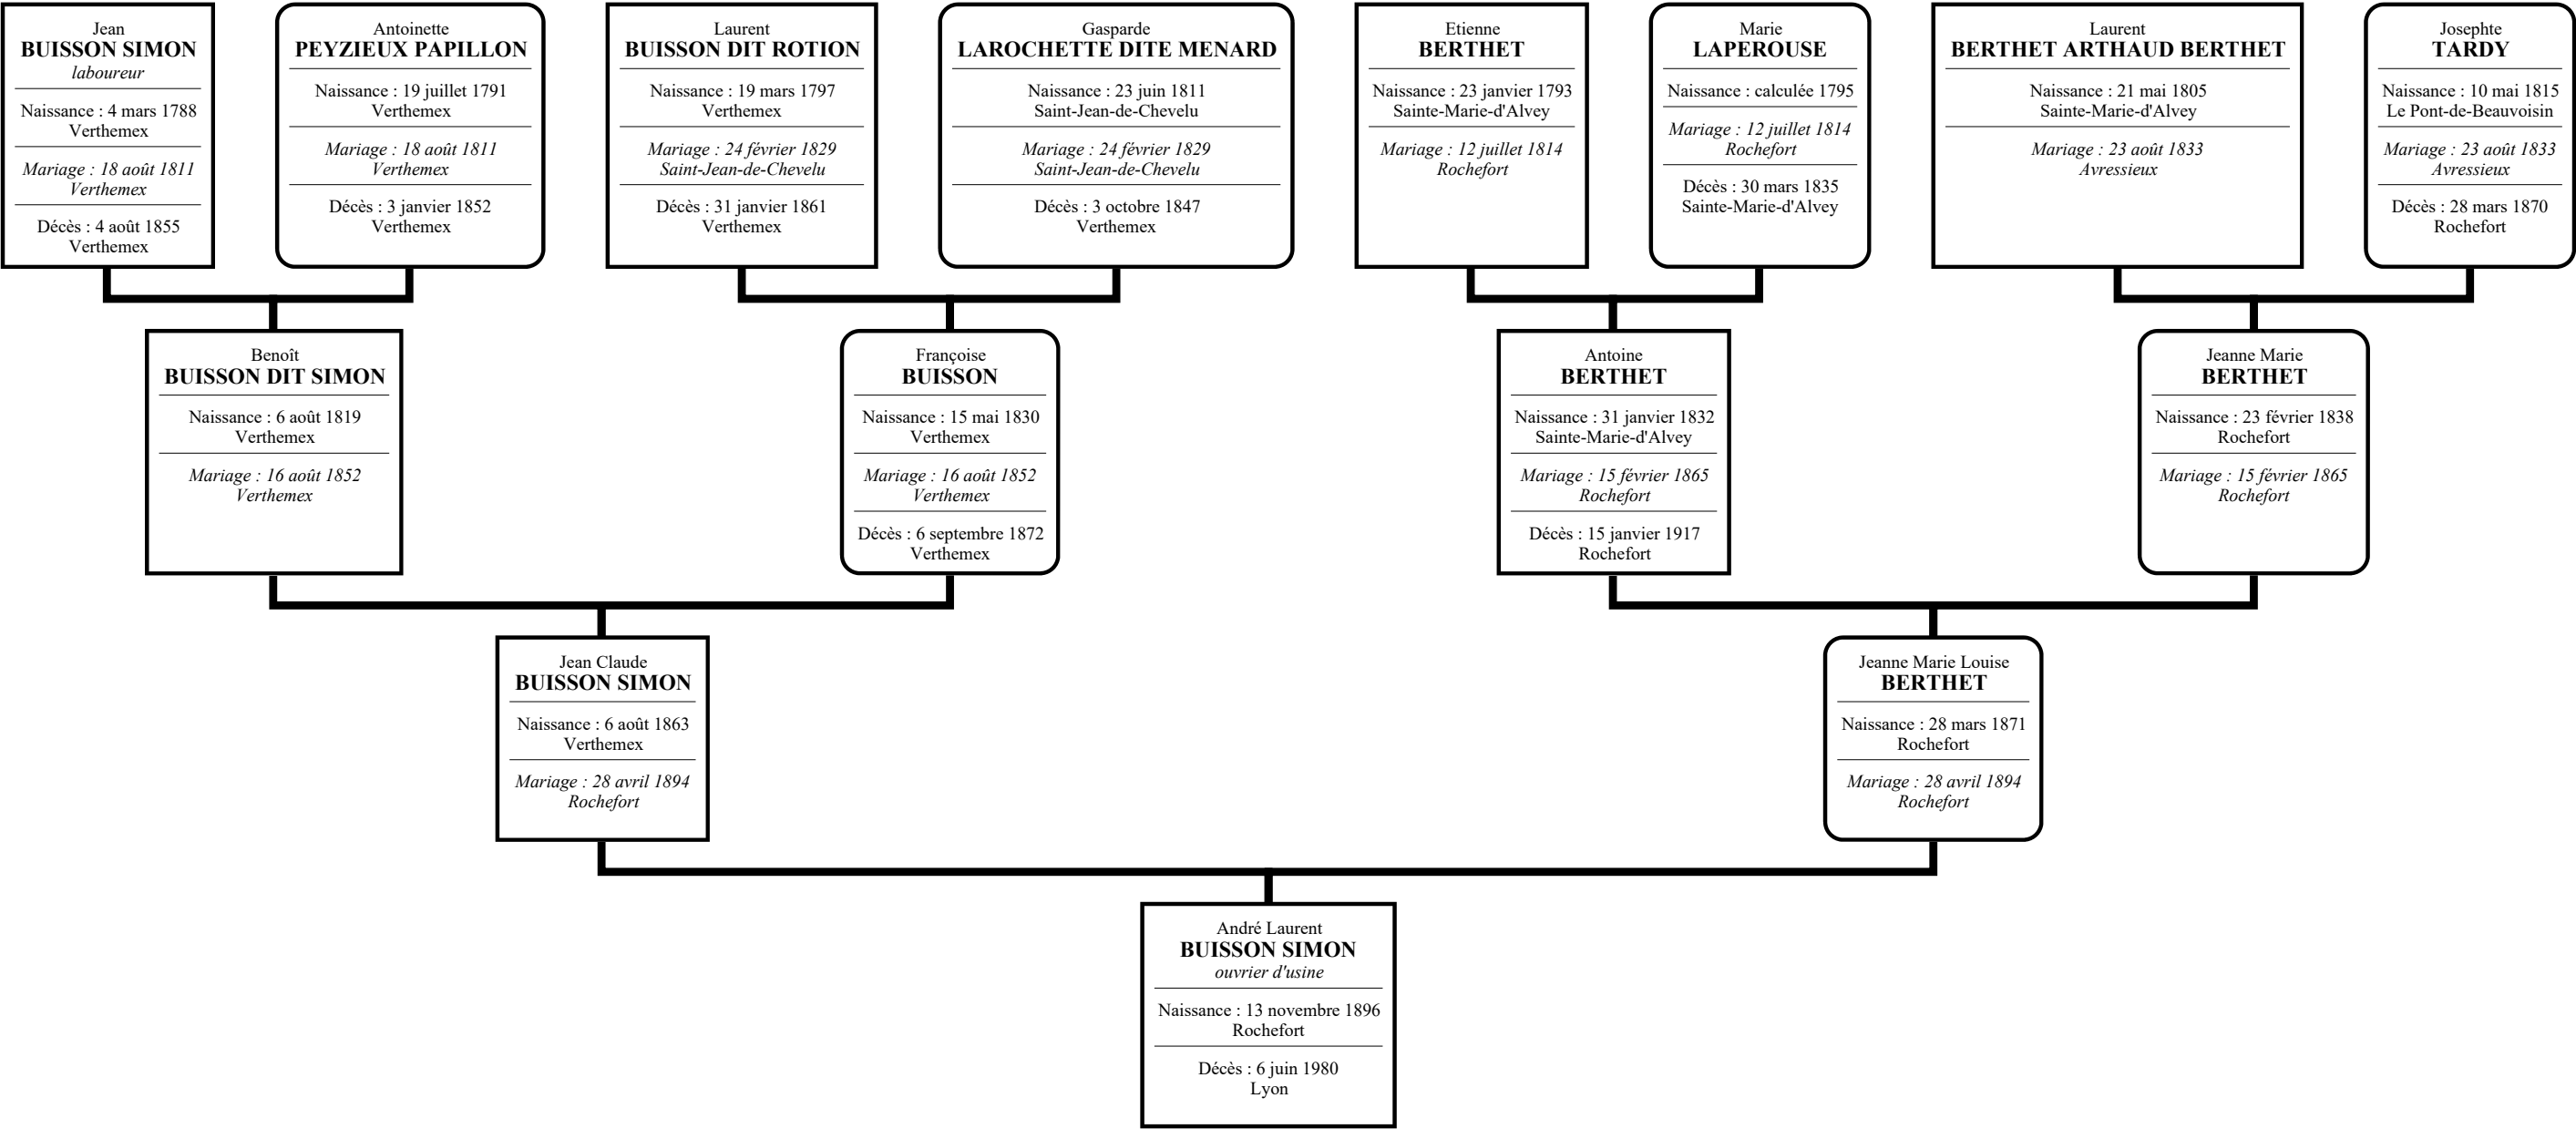 Jean
BUISSON SIMON
laboureur
Naissance : 4 mars 1788
Verthemex
Mariage : 18 août 1811
Verthemex
Décès : 4 août 1855
Verthemex
Antoinette
PEYZIEUX PAPILLON
Naissance : 19 juillet 1791
Verthemex
Mariage : 18 août 1811
Verthemex
Décès : 3 janvier 1852
Verthemex
Laurent
BUISSON DIT ROTION
Naissance : 19 mars 1797
Verthemex
Mariage : 24 février 1829
Saint-Jean-de-Chevelu
Décès : 31 janvier 1861
Verthemex
Gasparde
LAROCHETTE DITE MENARD
Naissance : 23 juin 1811
Saint-Jean-de-Chevelu
Mariage : 24 février 1829
Saint-Jean-de-Chevelu
Décès : 3 octobre 1847
Verthemex
Etienne
BERTHET
Naissance : 23 janvier 1793
Sainte-Marie-d'Alvey
Mariage : 12 juillet 1814
Rochefort
Marie
LAPEROUSE
Naissance : calculée 1795
Mariage : 12 juillet 1814
Rochefort
Décès : 30 mars 1835
Sainte-Marie-d'Alvey
Laurent
BERTHET ARTHAUD BERTHET
Naissance : 21 mai 1805
Sainte-Marie-d'Alvey
Mariage : 23 août 1833
Avressieux
Josephte
TARDY
Naissance : 10 mai 1815
Le Pont-de-Beauvoisin
Mariage : 23 août 1833
Avressieux
Décès : 28 mars 1870
Rochefort
Benoît
BUISSON DIT SIMON
Naissance : 6 août 1819
Verthemex
Mariage : 16 août 1852
Verthemex
Françoise
BUISSON
Naissance : 15 mai 1830
Verthemex
Mariage : 16 août 1852
Verthemex
Décès : 6 septembre 1872
Verthemex
Antoine
BERTHET
Naissance : 31 janvier 1832
Sainte-Marie-d'Alvey
Mariage : 15 février 1865
Rochefort
Décès : 15 janvier 1917
Rochefort
Jeanne Marie
BERTHET
Naissance : 23 février 1838
Rochefort
Mariage : 15 février 1865
Rochefort
Jean Claude
BUISSON SIMON
Naissance : 6 août 1863
Verthemex
Mariage : 28 avril 1894
Rochefort
Jeanne Marie Louise
BERTHET
Naissance : 28 mars 1871
Rochefort
Mariage : 28 avril 1894
Rochefort
André Laurent
BUISSON SIMON
ouvrier d'usine
Naissance : 13 novembre 1896
Rochefort
Décès : 6 juin 1980
Lyon